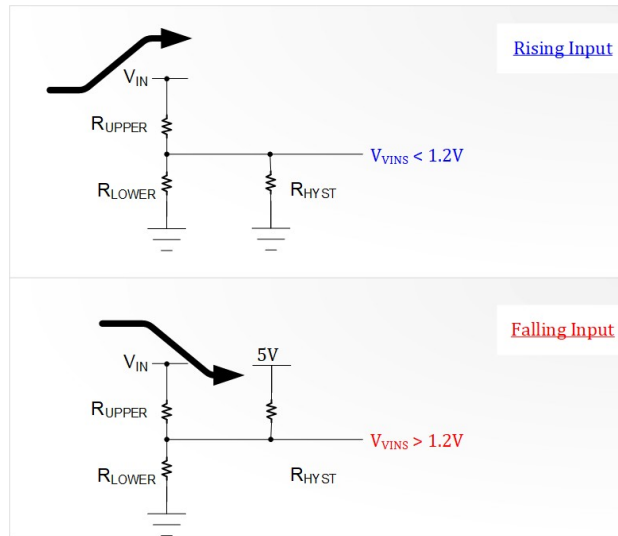 Rising Input
VIN
RUPPER
VVINS < 1.2V
RLOWER
RHYST
Falling Input
5V
VIN
RUPPER
VVINS > 1.2V
RLOWER
RHYST